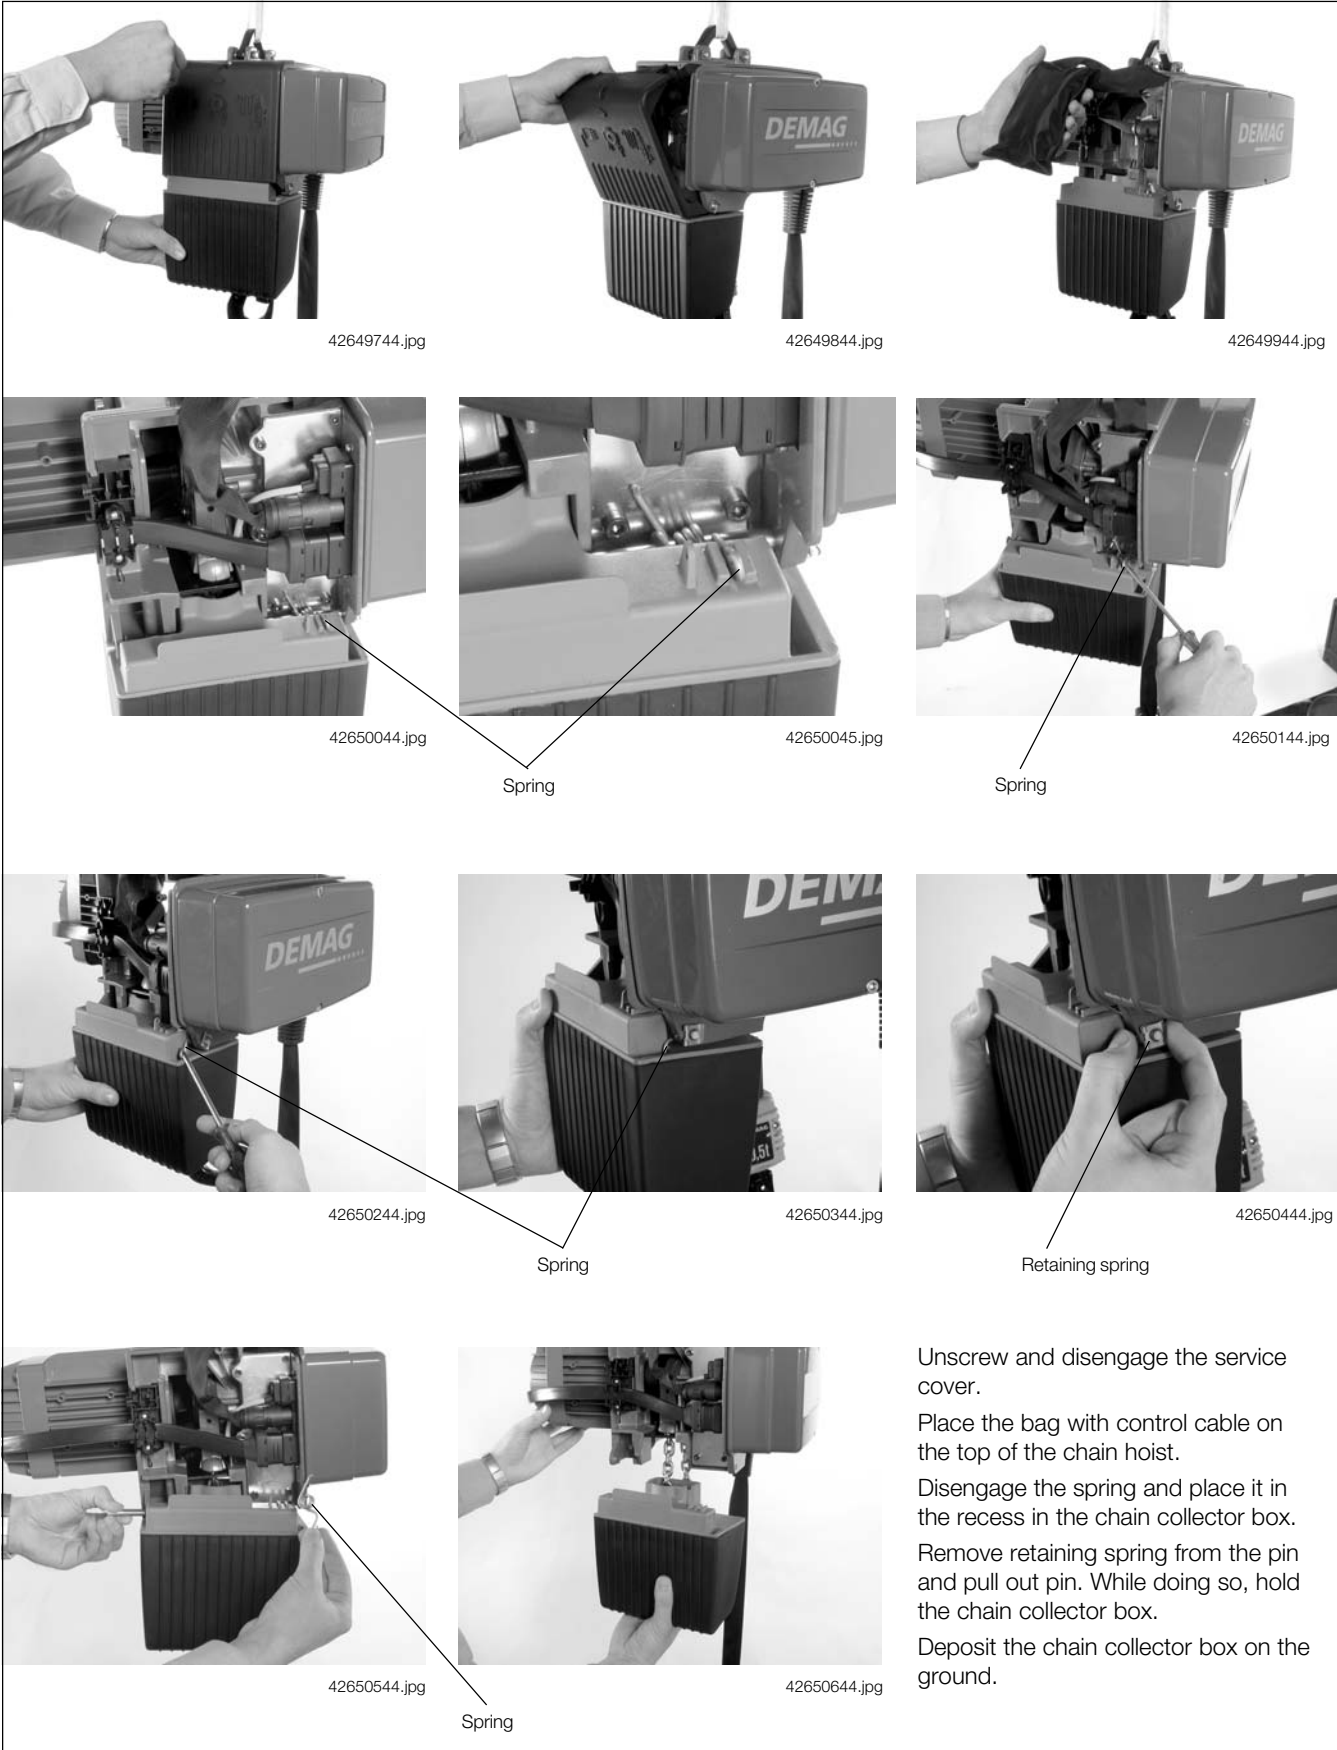 DEMAG
DEMAG
42649744.jpg
42649844.jpg
42649944.jpg
42650044.jpg
42650045.jpg
42650144.jpg
Spring
Spring
DEMAG
DEMA
42650244.jpg
42650344.jpg
42650444.jpg
Spring
Retaining spring
Unscrew and disengage the service
cover.
Place the bag with control cable on
the top of the chain hoist.
Disengage the spring and place it in
the recess in the chain collector box.
Remove retaining spring from the pin
and pull out pin. While doing so, hold
the chain collector box.
Deposit the chain collector box on the
ground.
42650544.jpg
42650644.jpg
Spring